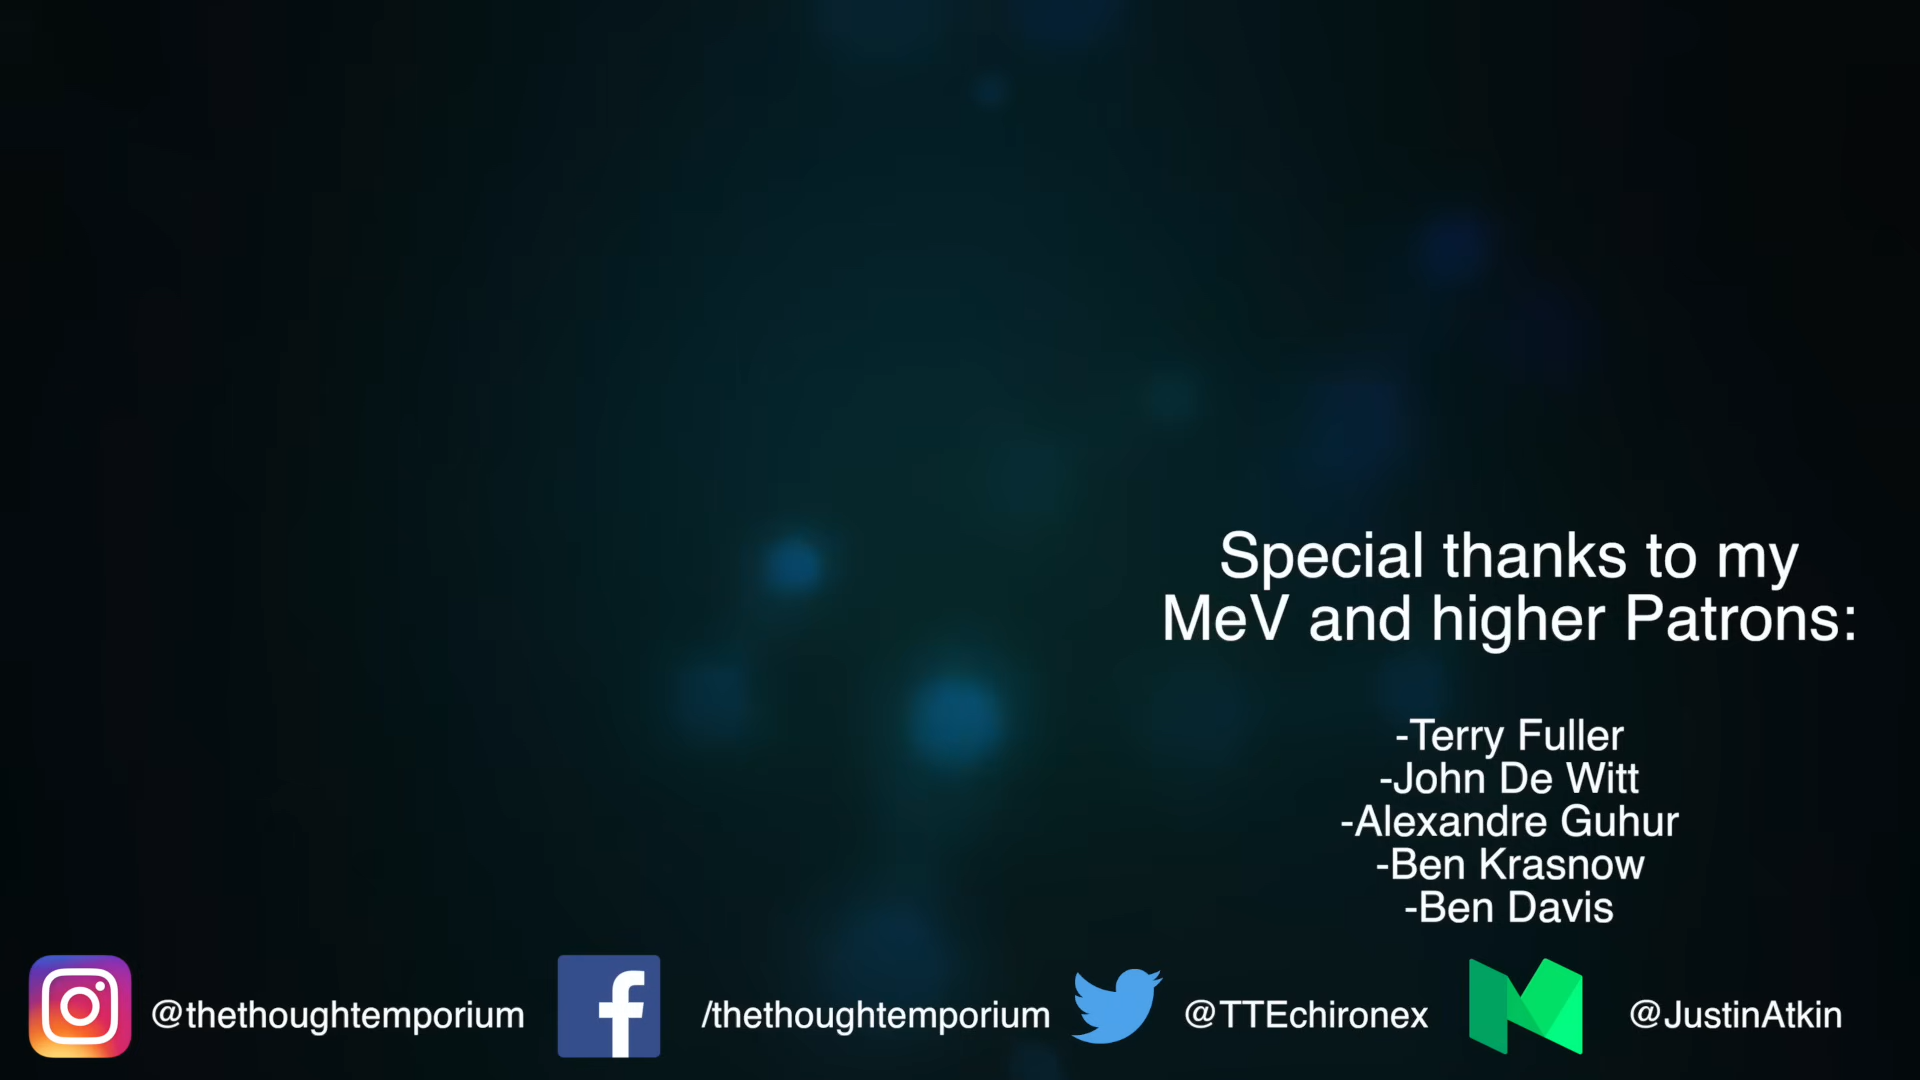 Special thanks to my
MeV and higher Patrons:
-Terry Fuller
-John De Witt
-Alexandre Guhur
-Ben Krasnow
-Ben Davis
@thethoughtemporium
/thethoughtemporium
@TTEchironex
@JustinAtkin